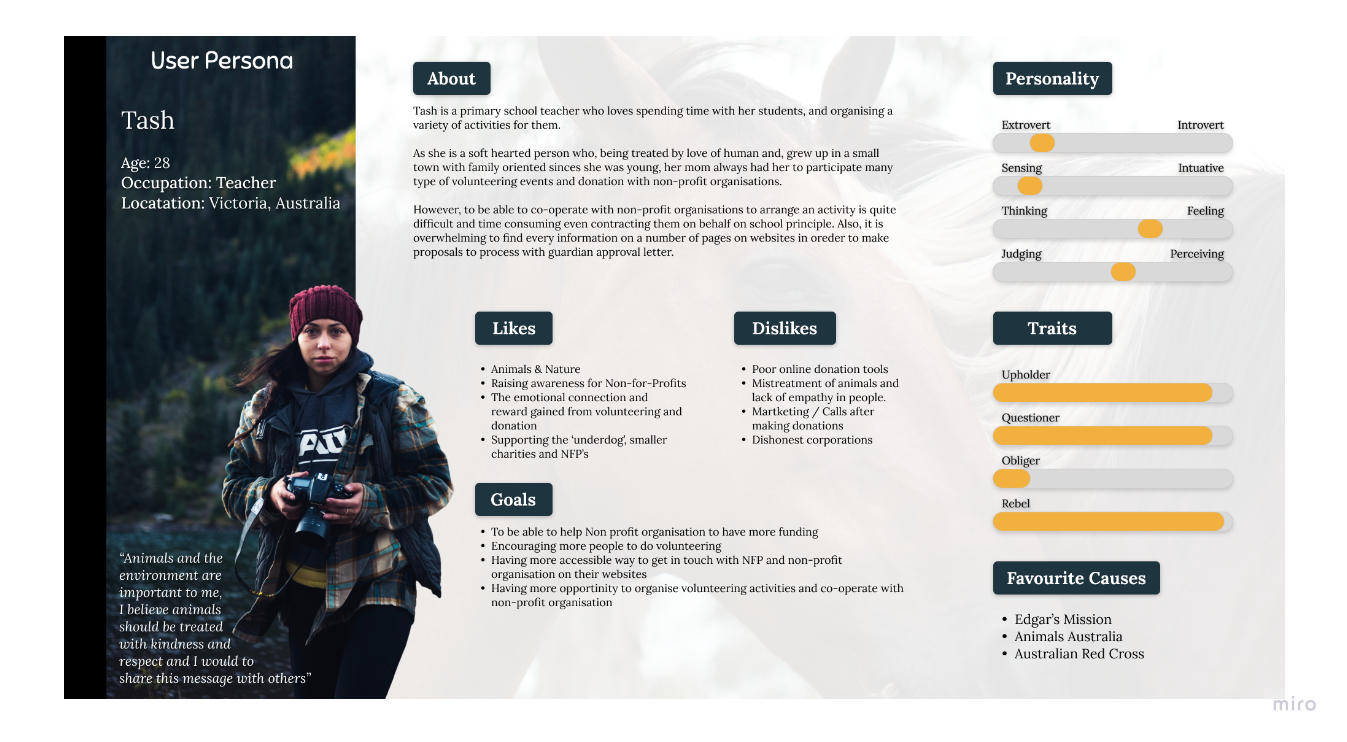 User Persona
Tash
Age: 28
Occupation: Teacher
Locatation: Victoria, Australia
“Animals and the
environment are
important to me,
I believe animals
should be treated
with kindness and
respect and I would to
share this message with others”
About
Tash is a primary school teacher who loves spending time with her students, and organising a
variety of activities for them.
As she is a soft hearted person who, being treated by love of human and, grew up in a small
town with family oriented sinces she was young, her mom always had her to participate many
type of volunteering events and donation with non-profit organisations.
However, to be able to co-operate with non-profit organisations to arrange an activity is quite
difficult and time consuming even contracting them on behalf on school principle. Also, it is
overwhelming to find every information on a number of pages on websites in oreder to make
proposals to process with guardian approval letter.
Likes
• Animals & Nature
• Raising awareness for Non-for-Profits
• The emotional connection and
reward gained from volunteering and
donation
• Supporting the ‘underdog’, smaller
charities and NFP’s
Dislikes
• Poor online donation tools
• Mistreatment of animals and
lack of empathy in people.
• Martketing / Calls after
making donations
• Dishonest corporations
Goals
• To be able to help Non profit organisation to have more funding
• Encouraging more people to do volunteering
• Having more accessible way to get in touch with NFP and non-profit
organisation on their websites
• Having more opportinity to organise volunteering activities and co-operate with
non-profit organisation
Personality
Extrovert Introvert
Sensing Intuative
Thinking Feeling
Judging Perceiving
Traits
Upholder
Questioner
Obliger
Rebel
Favourite Causes
• Edgar’s Mission
• Animals Australia
• Australian Red Cross
miro